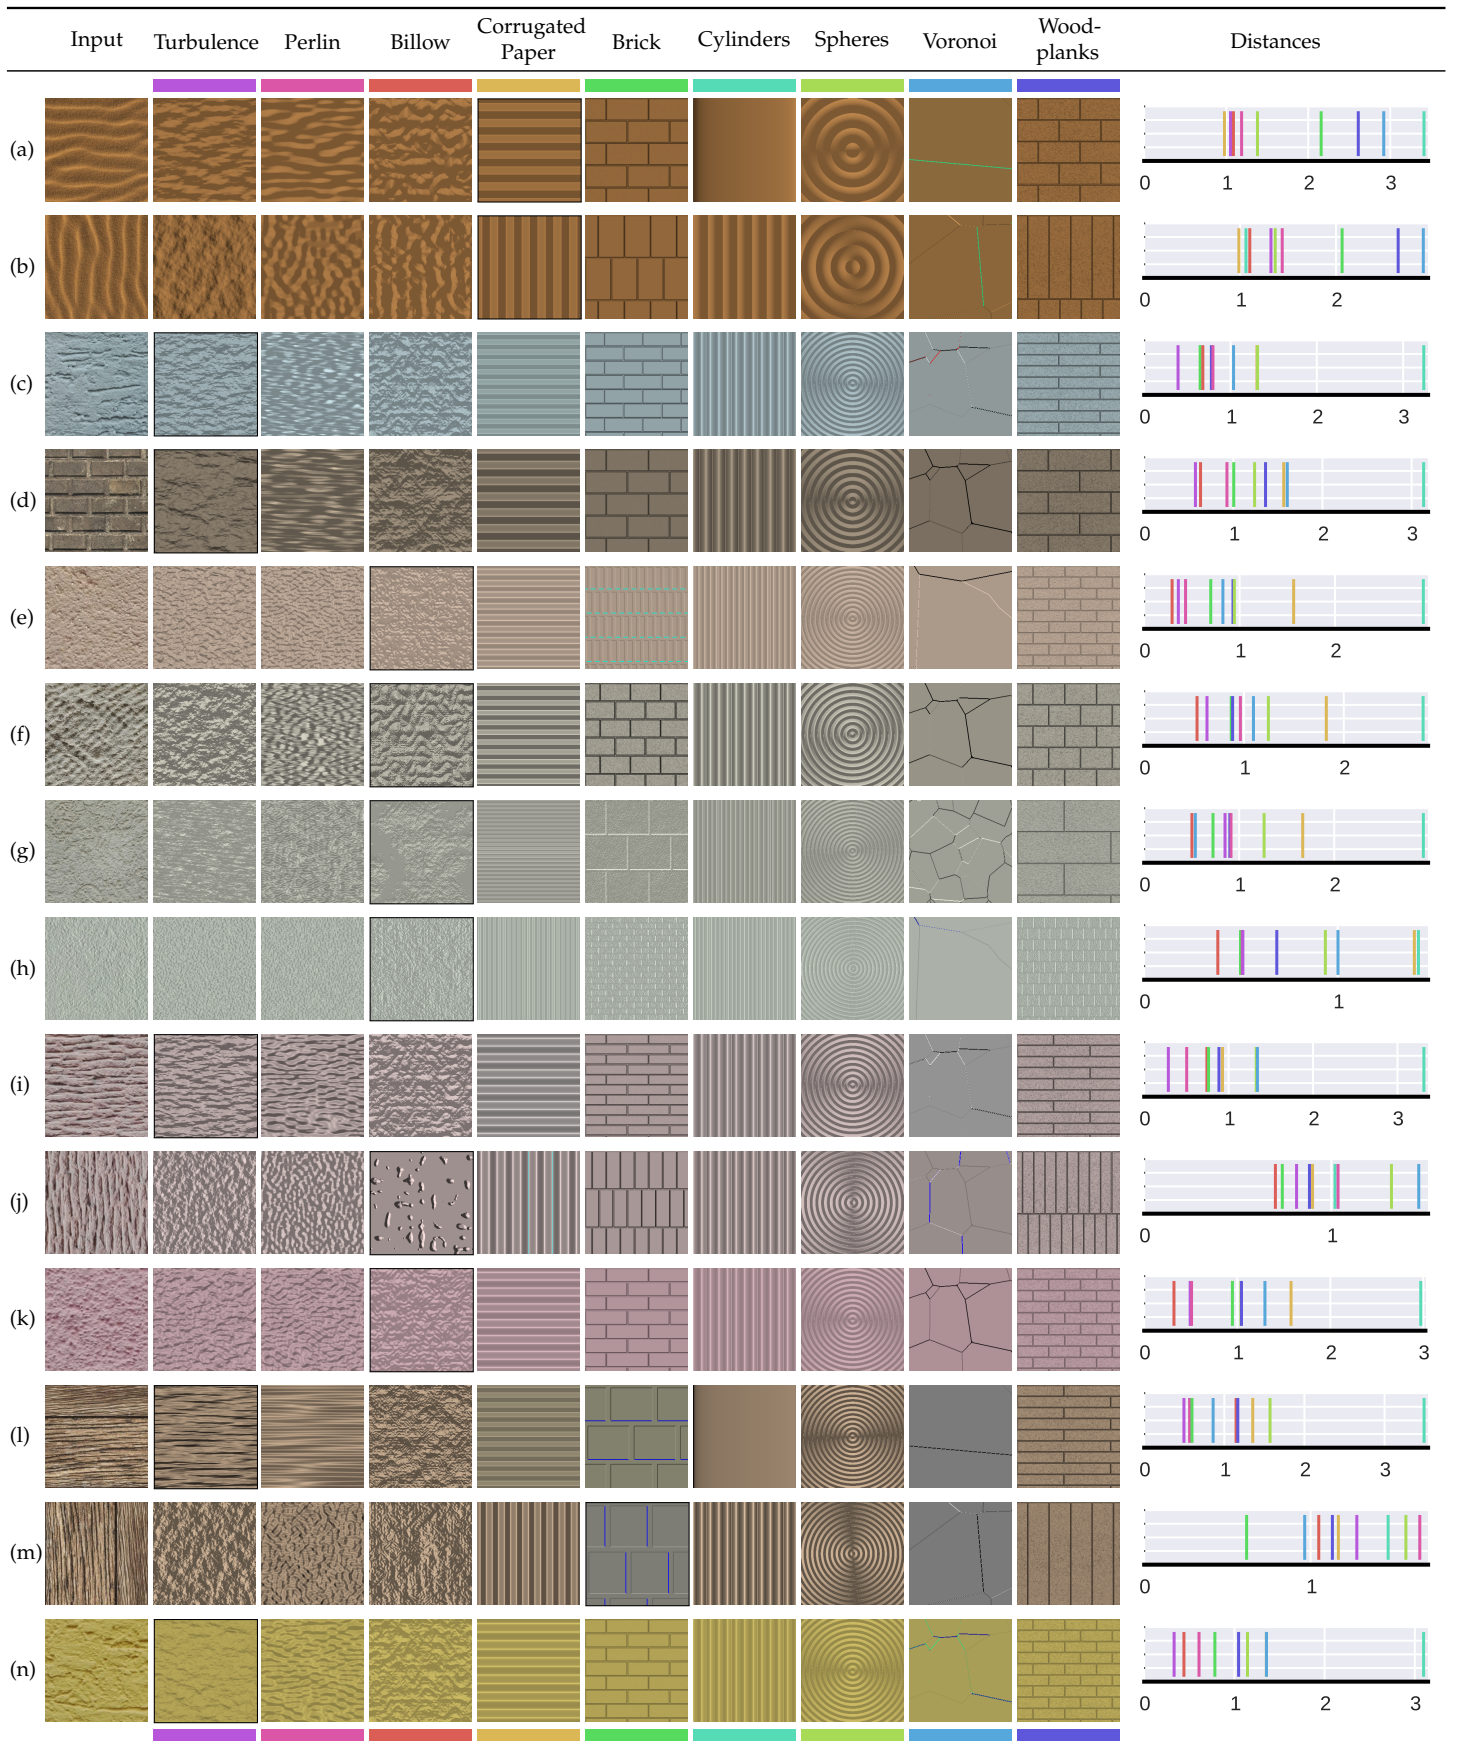 Input Turbulence Perlin Billow Corrugated Paper Brick Cylinders Spheres Voronoi Wood-planks Distances
(a)
0 1 2 3
(b)
0 1 2
(c)
0 1 2 3
(d)
0 1 2 3
(e)
0 1 2
(f)
0 1 2
(g)
0 1 2
(h)
0 1
(i)
0 1 2 3
(j)
0 1
(k)
0 1 2 3
(l)
0 1 2 3
(m)
0 1
(n)
0 1 2 3